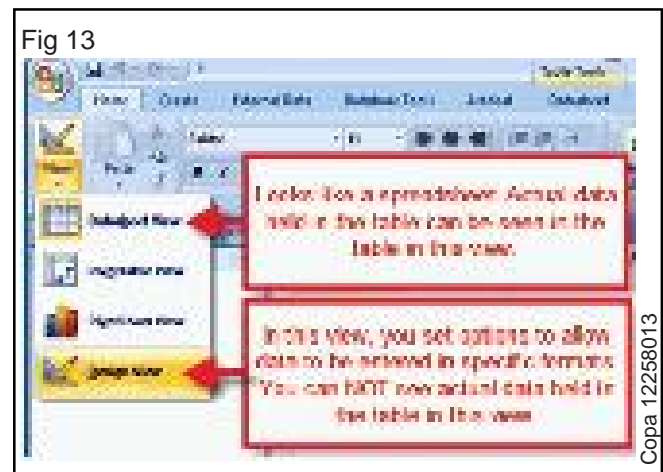 Fig 13
Table Tools
Home Create External Data Database Tools Acrobat Datasheet
View Paste
Datasheet View
PivotTable View
PivotChart View
Design View
Looks like a spreadsheet. Actual data
held in the table can be seen in the
table in this view.
In this view, you set options to allow
data to be entered in specific formats.
You can NOT see actual data held in
the table in this view
Copa 12258013